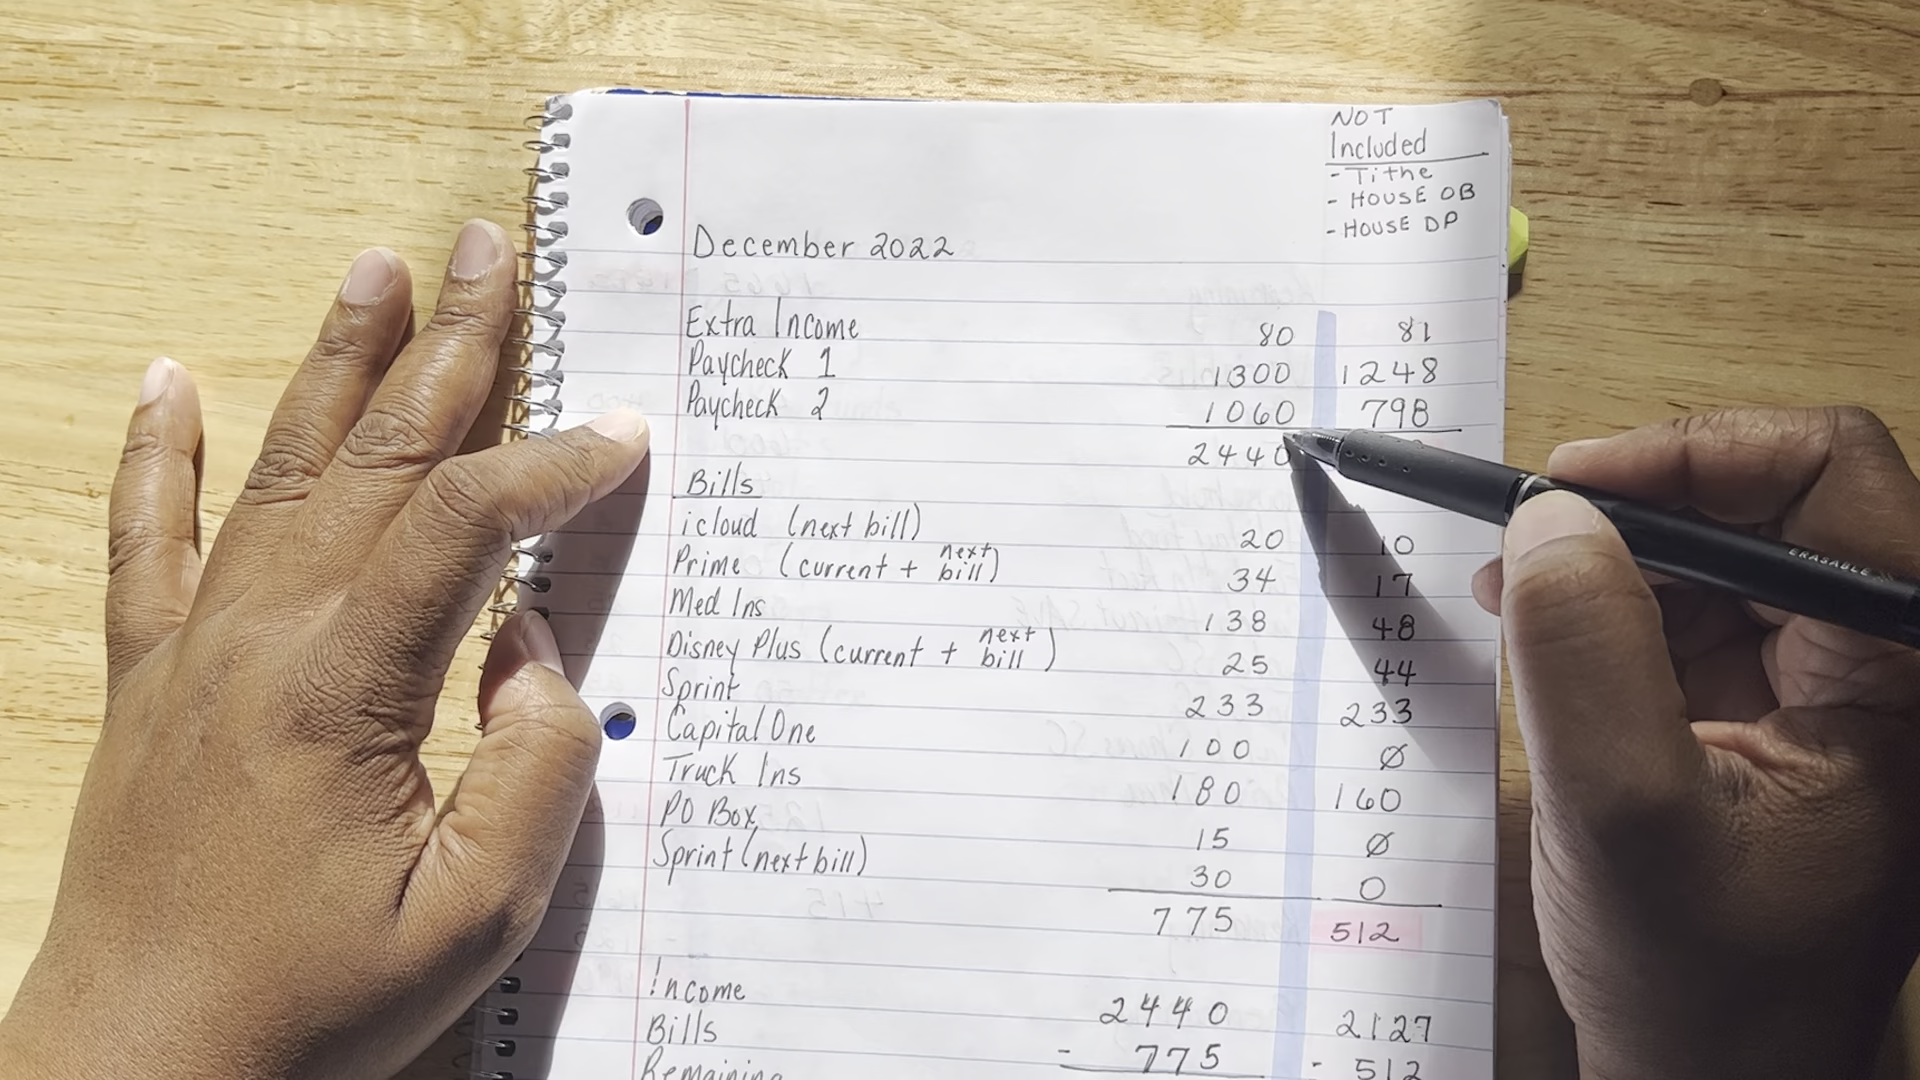 NOT
Included
- Tithe
- HOUSE OB
- HOUSE DP
December 2022
Extra Income 80 81
Paycheck 1 1300 1248
Paycheck 2 1060 798
2440
Bills
icloud (next bill) 20 10
Prime (current + next bill) 34 17
Med Ins 138 48
Disney Plus (current + next bill) 25 44
Sprint 233 233
Capital One 100 Ø
Truck Ins 180 160
PO Box 15 Ø
Sprint (next bill) 30 0
775 512
Income 2440 2127
Bills - 775 - 512
Remaining
ERASABLE